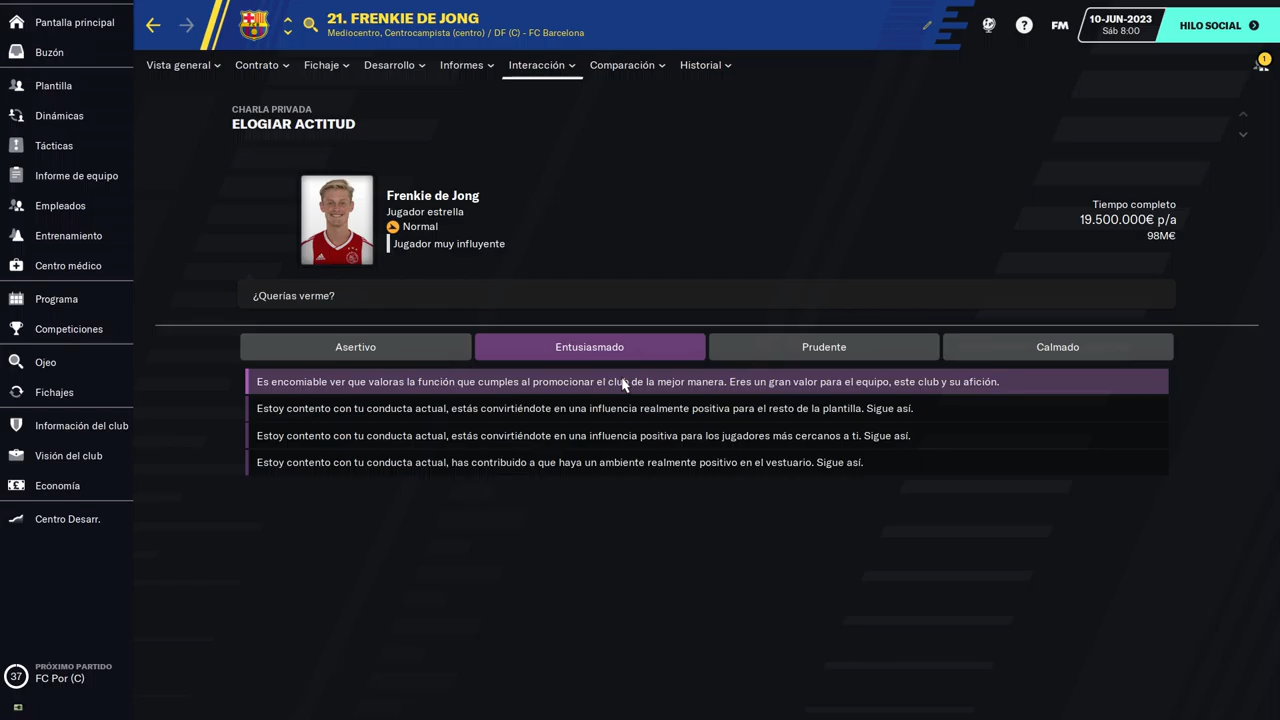 Pantalla principal
Buzón
Plantilla
Dinámicas
Tácticas
Informe de equipo
Empleados
Entrenamiento
Centro médico
Programa
Competiciones
Ojeo
Fichajes
Información del club
Visión del club
Economía
Centro Desarr.
37
PRÓXIMO PARTIDO
FC Por (C)
21. FRENKIE DE JONG
Mediocentro, Centrocampista (centro) / DF (C) - FC Barcelona
?
FM
10-JUN-2023
Sáb 8:00
HILO SOCIAL
Vista general Contrato Fichaje Desarrollo Informes Interacción Comparación Historial
1
CHARLA PRIVADA
ELOGIAR ACTITUD
Frenkie de Jong
Jugador estrella
Normal
Jugador muy influyente
Tiempo completo
19.500.000€ p/a
98M€
¿Querías verme?
Asertivo Entusiasmado Prudente Calmado
Es encomiable ver que valoras la función que cumples al promocionar el club de la mejor manera. Eres un gran valor para el equipo, este club y su afición.
Estoy contento con tu conducta actual, estás convirtiéndote en una influencia realmente positiva para el resto de la plantilla. Sigue así.
Estoy contento con tu conducta actual, estás convirtiéndote en una influencia positiva para los jugadores más cercanos a ti. Sigue así.
Estoy contento con tu conducta actual, has contribuido a que haya un ambiente realmente positivo en el vestuario. Sigue así.